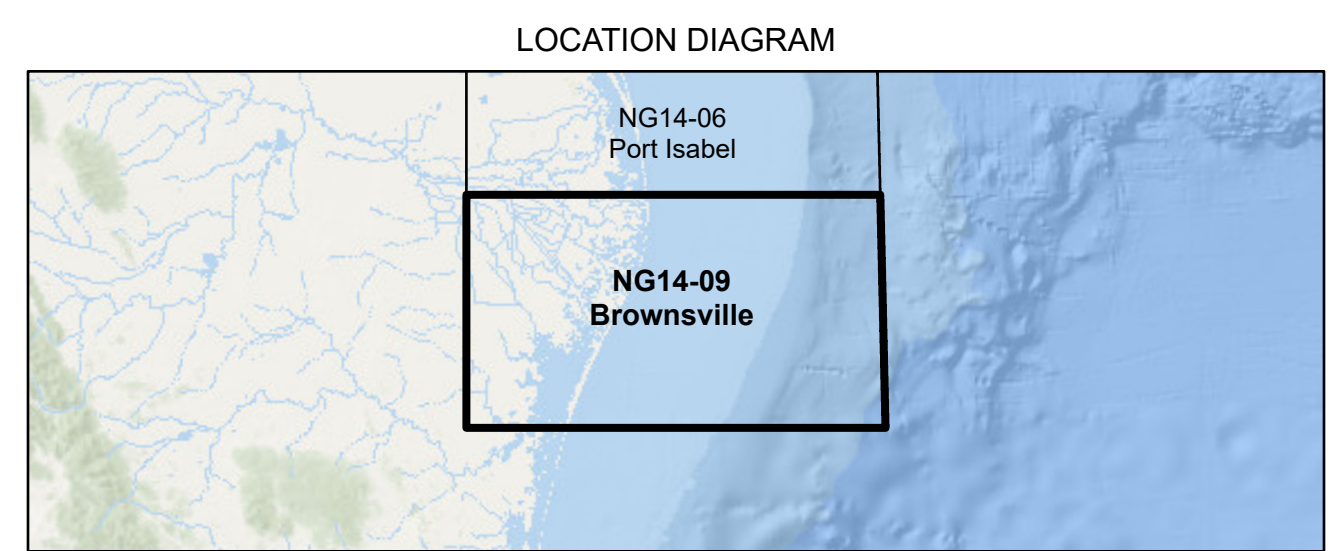 LOCATION DIAGRAM
NG14-06
Port Isabel
NG14-09
Brownsville